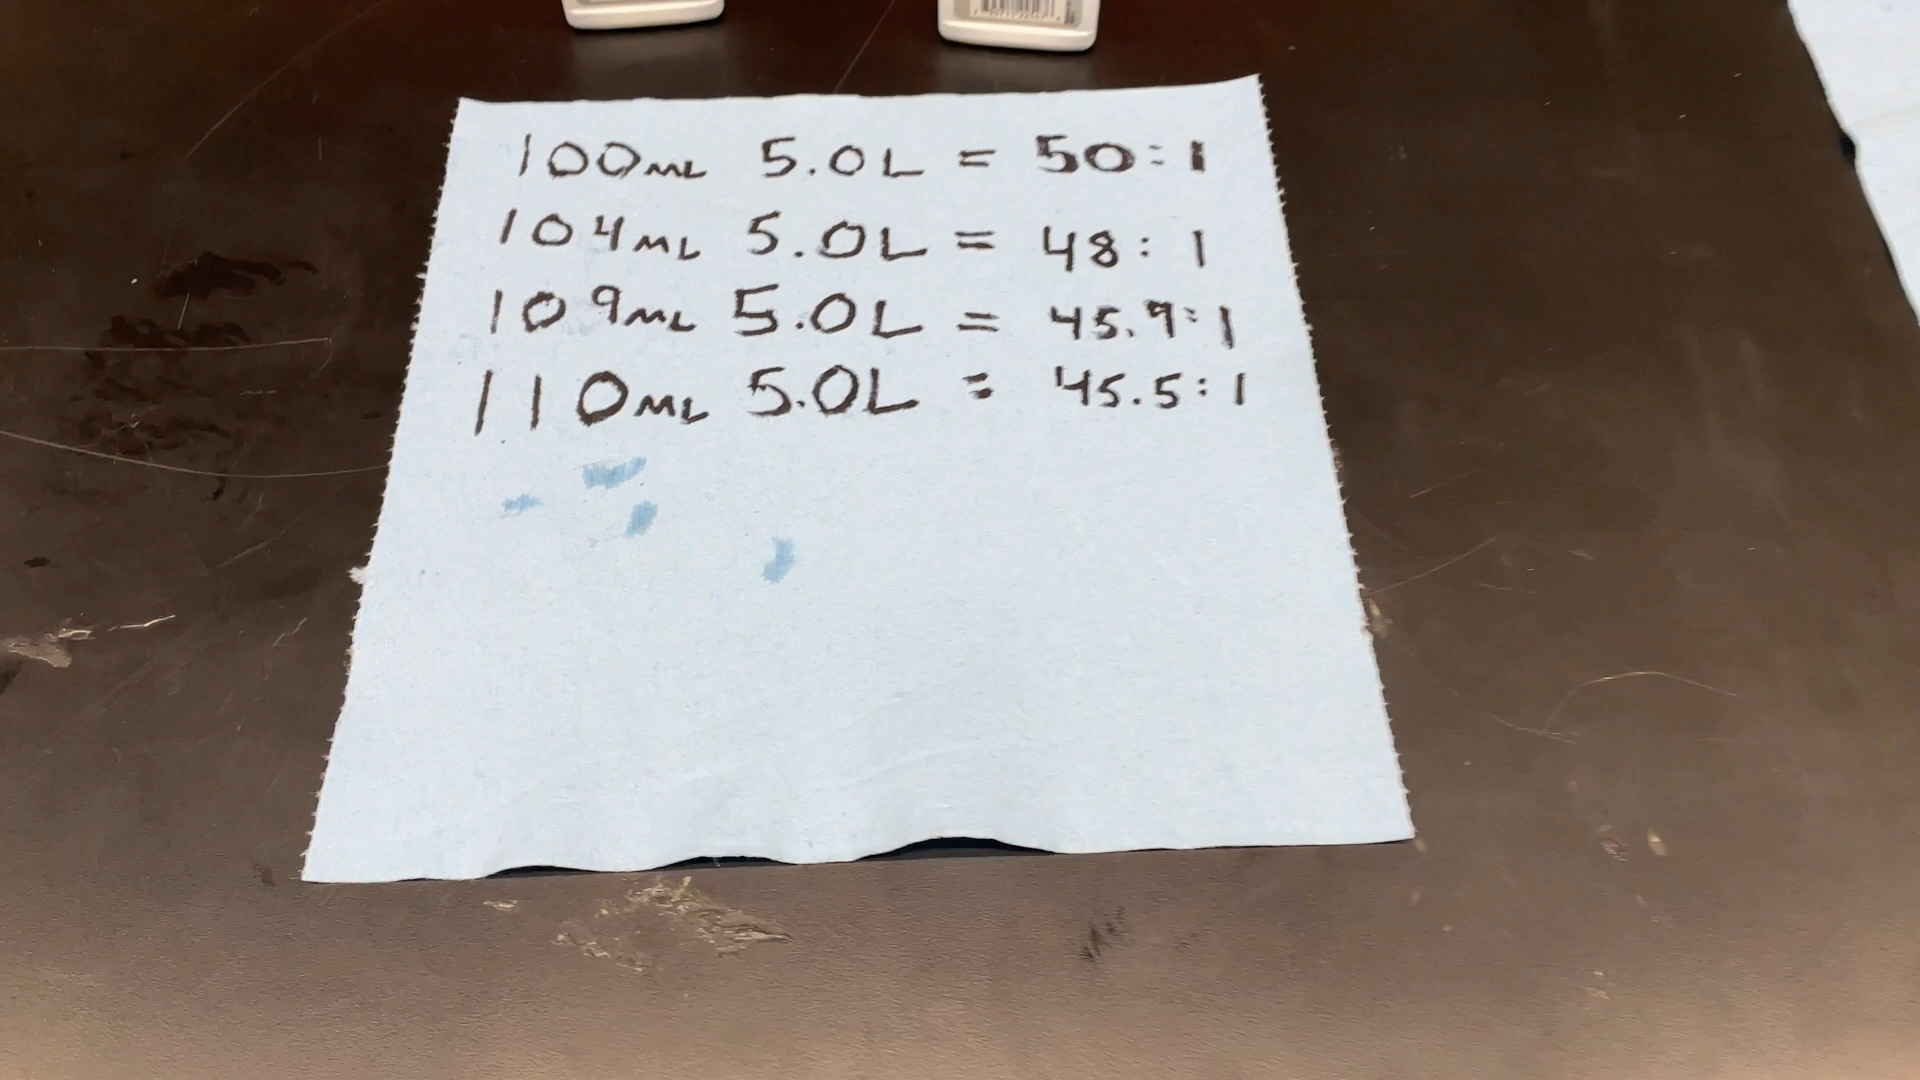 100ML 5.0L = 50:1
104ML 5.0L = 48:1
109ML 5.0L = 45.9:1
110ML 5.0L = 45.5:1